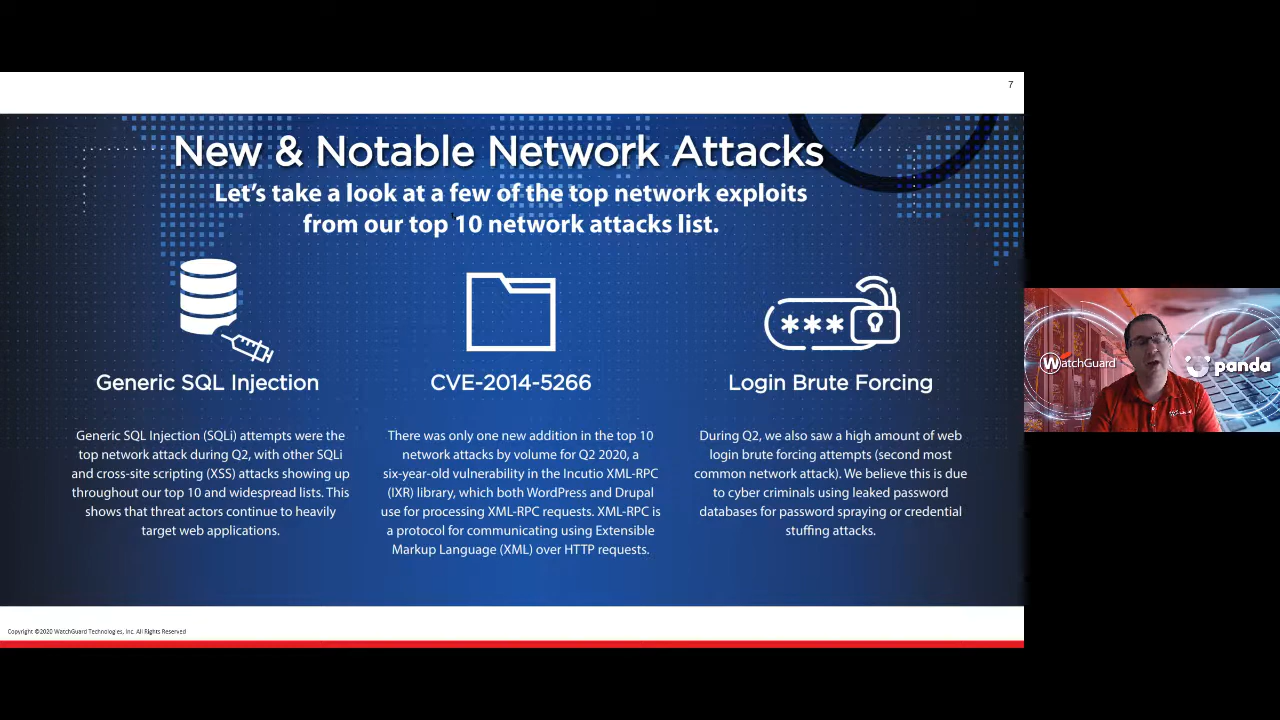 7
New & Notable Network Attacks
Let's take a look at a few of the top network exploits
from our top 10 network attacks list.
***
Generic SQL Injection
Generic SQL Injection (SQLi) attempts were the
top network attack during Q2, with other SQLi
and cross-site scripting (XSS) attacks showing up
throughout our top 10 and widespread lists. This
shows that threat actors continue to heavily
target web applications.
CVE-2014-5266
There was only one new addition in the top 10
network attacks by volume for Q2 2020, a
six-year-old vulnerability in the Incutio XML-RPC
(IXR) library, which both WordPress and Drupal
use for processing XML-RPC requests. XML-RPC is
a protocol for communicating using Extensible
Markup Language (XML) over HTTP requests.
Login Brute Forcing
During Q2, we also saw a high amount of web
login brute forcing attempts (second most
common network attack). We believe this is due
to cyber criminals using leaked password
databases for password spraying or credential
stuffing attacks.
WatchGuard
panda
Copyright ©2020 WatchGuard Technologies, Inc. All Rights Reserved